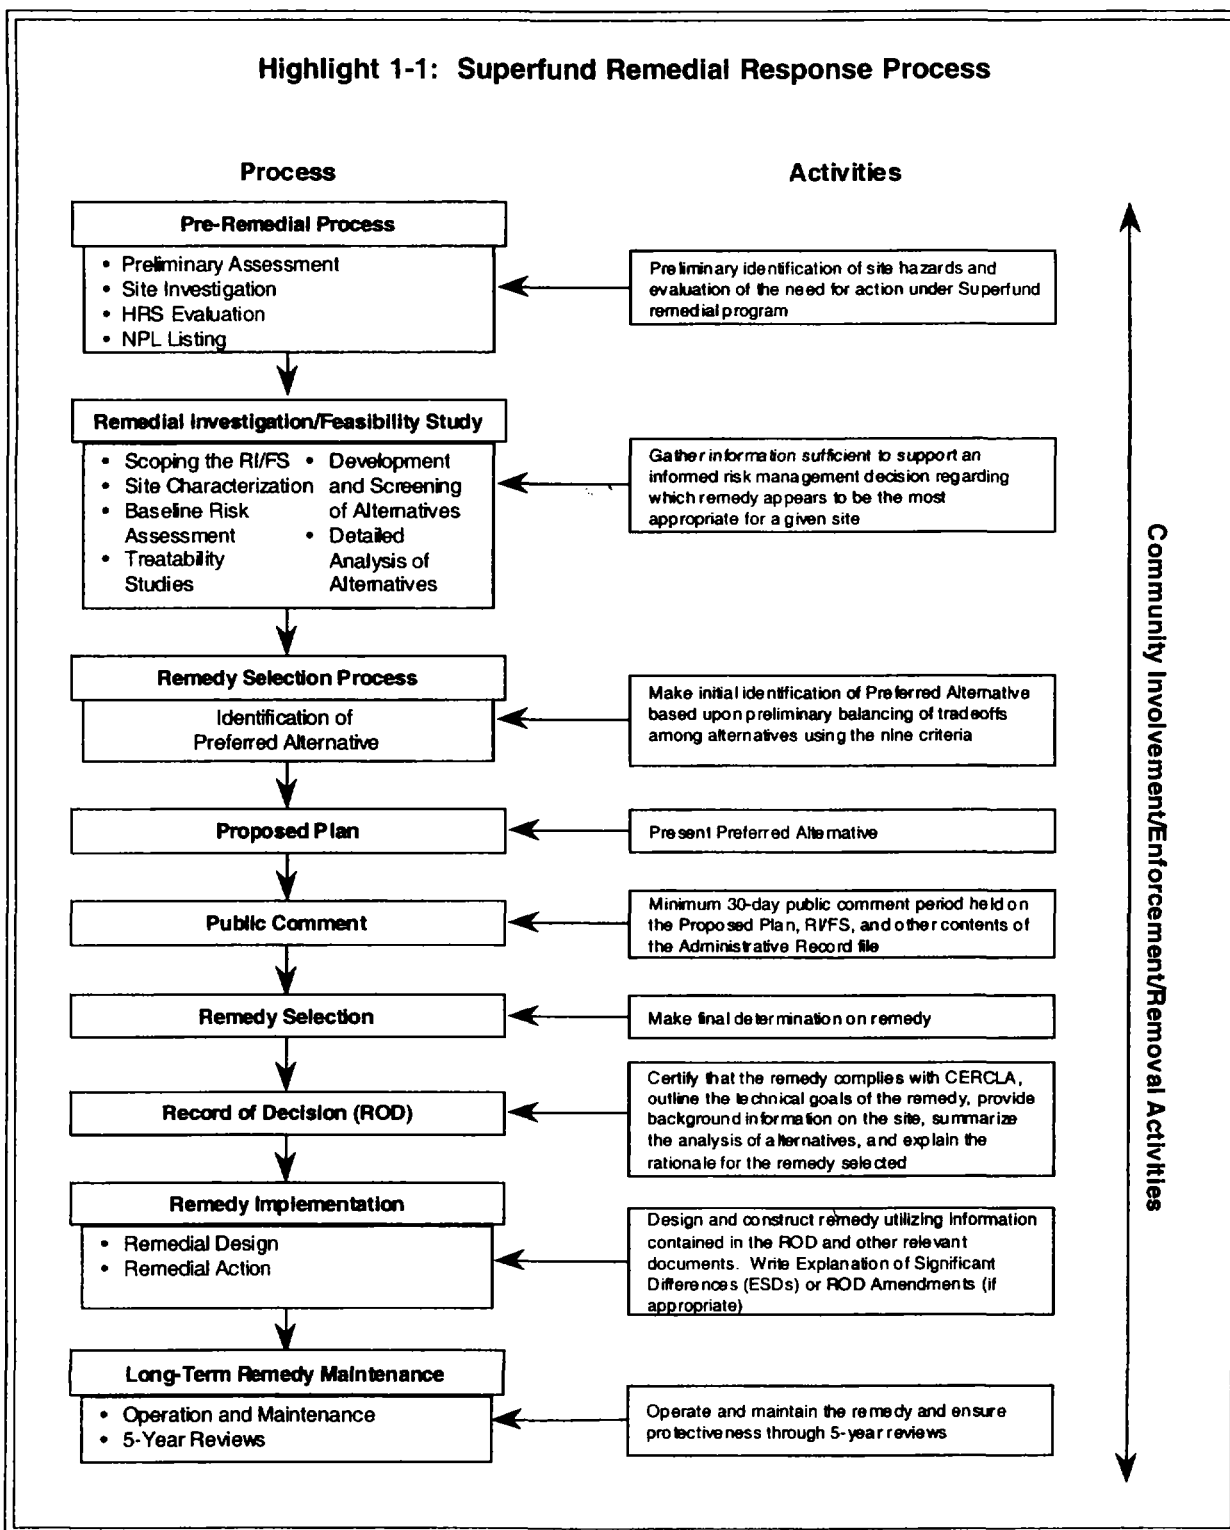 Highlight 1-1: Superfund Remedial Response Process
Process
Activities
Pre-Remedial Process
• Preliminary Assessment
• Site Investigation
• HRS Evaluation
• NPL Listing
Preliminary identification of site hazards and
evaluation of the need for action under Superfund
remedial program
Remedial Investigation/Feasibility Study
• Scoping the RI/FS
• Site Characterization
• Baseline Risk
Assessment
• Treatability
Studies
• Development
and Screening
of Alternatives
• Detailed
Analysis of
Alternatives
Gather information sufficient to support an
informed risk management decision regarding
which remedy appears to be the most
appropriate for a given site
Remedy Selection Process
Identification of
Preferred Alternative
Make initial identification of Preferred Alternative
based upon preliminary balancing of tradeoffs
among alternatives using the nine criteria
Proposed Plan
Present Preferred Alternative
Public Comment
Minimum 30-day public comment period held on
the Proposed Plan, RI/FS, and other contents of
the Administrative Record file
Remedy Selection
Make final determination on remedy
Record of Decision (ROD)
Certify that the remedy complies with CERCLA,
outline the technical goals of the remedy, provide
background information on the site, summarize
the analysis of alternatives, and explain the
rationale for the remedy selected
Remedy Implementation
• Remedial Design
• Remedial Action
Design and construct remedy utilizing information
contained in the ROD and other relevant
documents. Write Explanation of Significant
Differences (ESDs) or ROD Amendments (if
appropriate)
Long-Term Remedy Maintenance
• Operation and Maintenance
• 5-Year Reviews
Operate and maintain the remedy and ensure
protectiveness through 5-year reviews
Community Involvement/Enforcement/Removal Activities